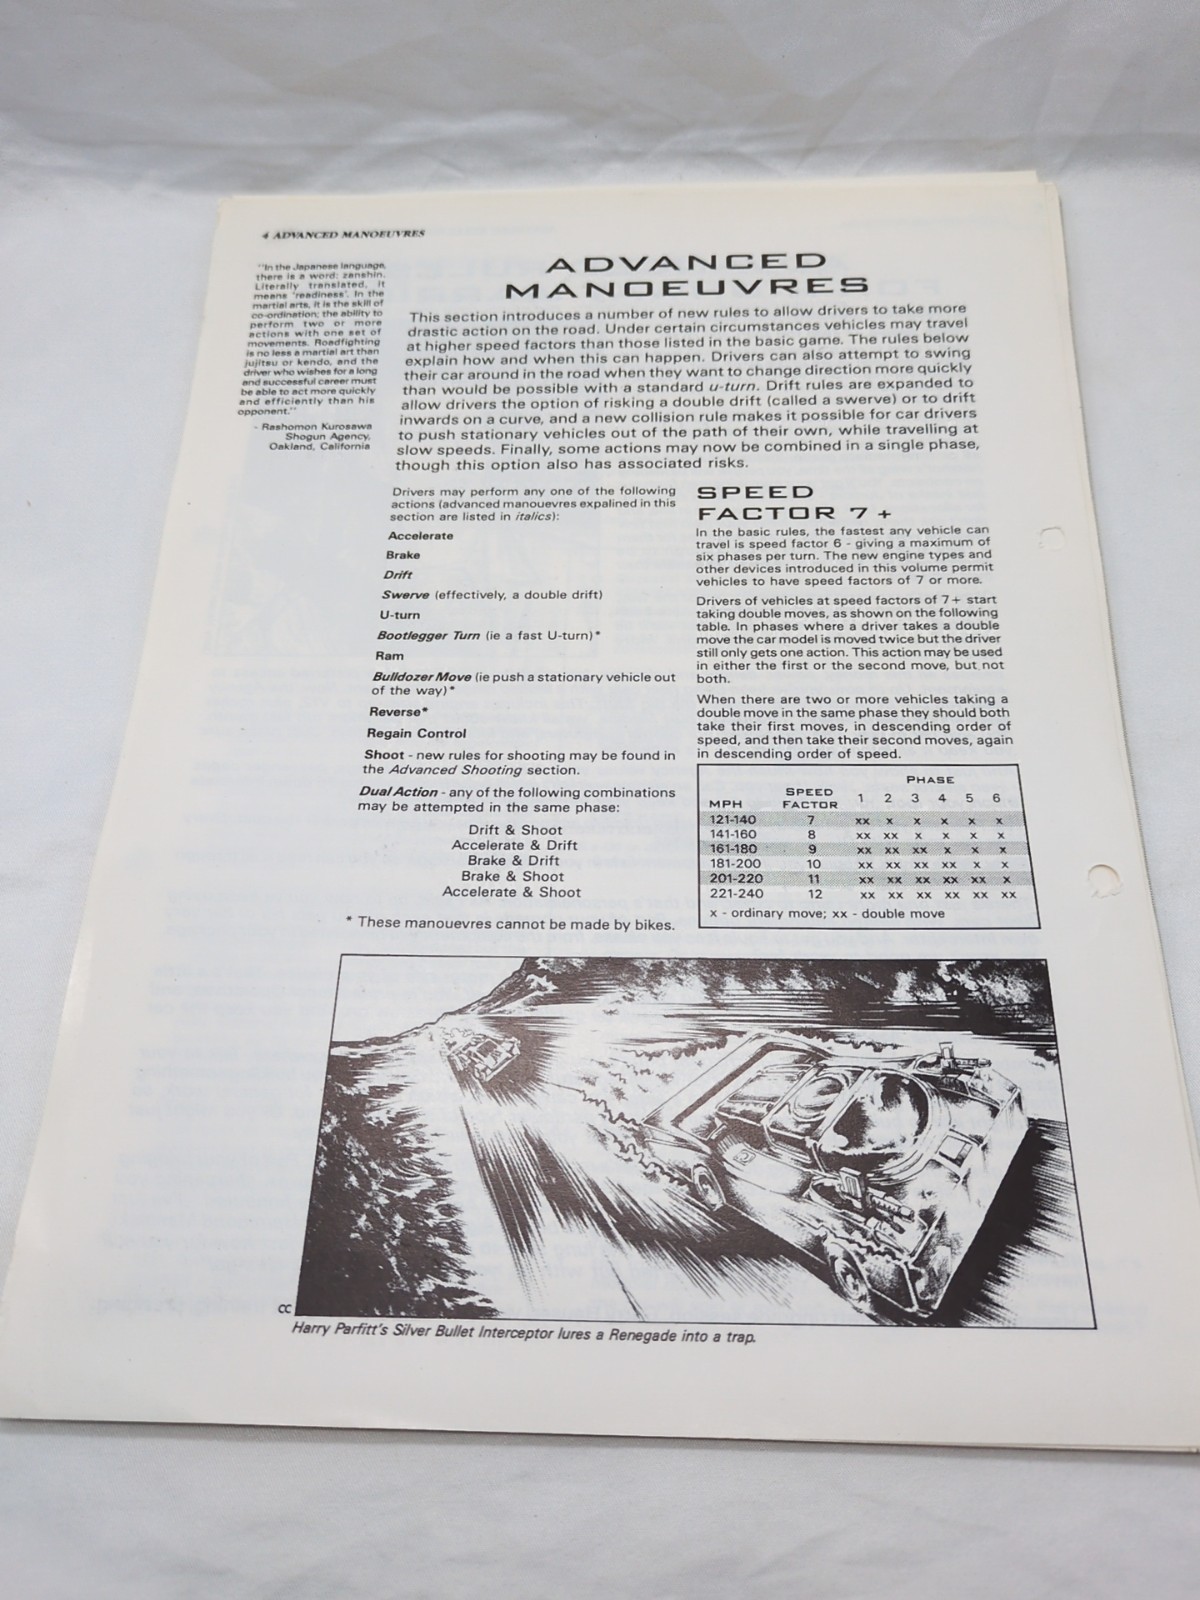 4 ADVANCED MANOEUVRES
"In the Japanese language,
there is a word: zanshin.
Literally translated, it
means 'readiness'. In the
martial arts, it is the skill of
co-ordination; the ability to
perform two or more
actions with one set of
movements. Roadfighting
is no less a martial art than
jujitsu or kendo, and the
driver who wishes for a long
and successful career must
be able to act more quickly
and efficiently than his
opponent."
- Rashomon Kurosawa
Shogun Agency,
Oakland, California
ADVANCED
MANOEUVRES
This section introduces a number of new rules to allow drivers to take more
drastic action on the road. Under certain circumstances vehicles may travel
at higher speed factors than those listed in the basic game. The rules below
explain how and when this can happen. Drivers can also attempt to swing
their car around in the road when they want to change direction more quickly
than would be possible with a standard u-turn. Drift rules are expanded to
allow drivers the option of risking a double drift (called a swerve) or to drift
inwards on a curve, and a new collision rule makes it possible for car drivers
to push stationary vehicles out of the path of their own, while travelling at
slow speeds. Finally, some actions may now be combined in a single phase,
though this option also has associated risks.
Drivers may perform any one of the following
actions (advanced manouevres expalined in this
section are listed in italics):
Accelerate
Brake
Drift
Swerve (effectively, a double drift)
U-turn
Bootlegger Turn (ie a fast U-turn)*
Ram
Bulldozer Move (ie push a stationary vehicle out
of the way)*
Reverse*
Regain Control
Shoot - new rules for shooting may be found in
the Advanced Shooting section.
Dual Action - any of the following combinations
may be attempted in the same phase:
Drift & Shoot
Accelerate & Drift
Brake & Drift
Brake & Shoot
Accelerate & Shoot
* These manouevres cannot be made by bikes.
SPEED
FACTOR 7+
In the basic rules, the fastest any vehicle can
travel is speed factor 6 - giving a maximum of
six phases per turn. The new engine types and
other devices introduced in this volume permit
vehicles to have speed factors of 7 or more.
Drivers of vehicles at speed factors of 7+ start
taking double moves, as shown on the following
table. In phases where a driver takes a double
move the car model is moved twice but the driver
still only gets one action. This action may be used
in either the first or the second move, but not
both.
When there are two or more vehicles taking a
double move in the same phase they should both
take their first moves, in descending order of
speed, and then take their second moves, again
in descending order of speed.
PHASE
MPH SPEED FACTOR 1 2 3 4 5 6
121-140 7 xx x x x x x
141-160 8 xx xx x x x x
161-180 9 xx xx xx x x x
181-200 10 xx xx xx xx x x
201-220 11 xx xx xx xx xx x
221-240 12 xx xx xx xx xx xx
x - ordinary move; xx - double move
CC
Harry Parfitt's Silver Bullet Interceptor lures a Renegade into a trap.